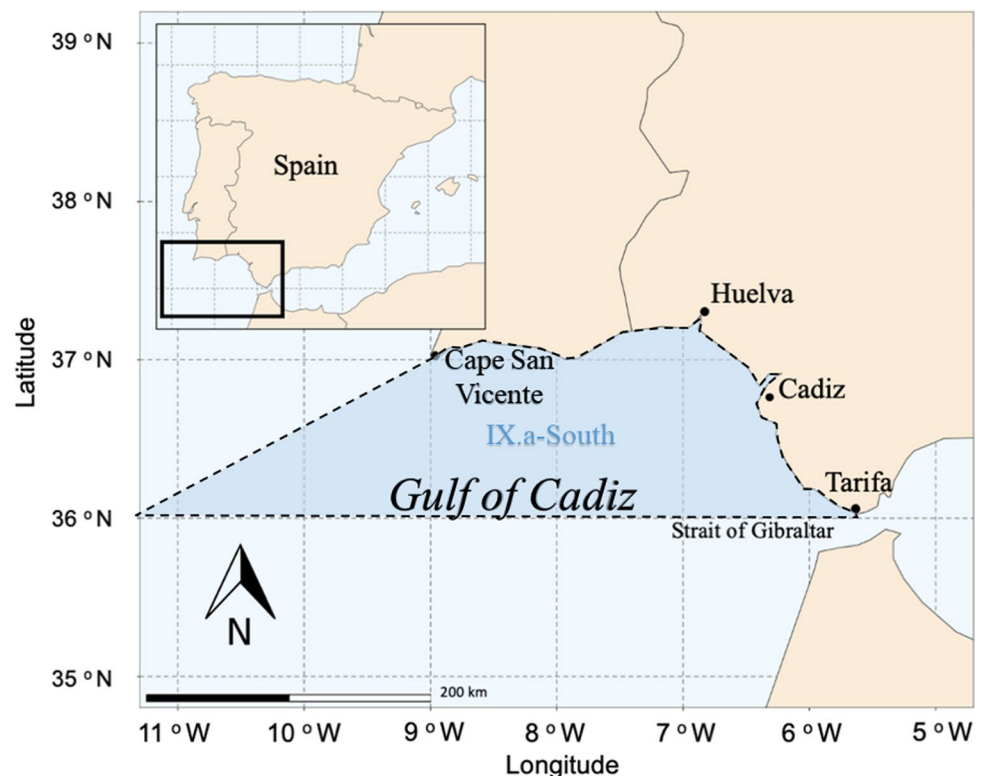 39 º N
38 º N
37 º N
36 º N
35 º N
Latitude
Spain
Huelva
Cape San
Vicente
Cadiz
IX.a-South
Gulf of Cadiz
Tarifa
Strait of Gibraltar
N
200 km
11 º W
10 º W
9 º W
8 º W
7 º W
6 º W
5 º W
Longitude